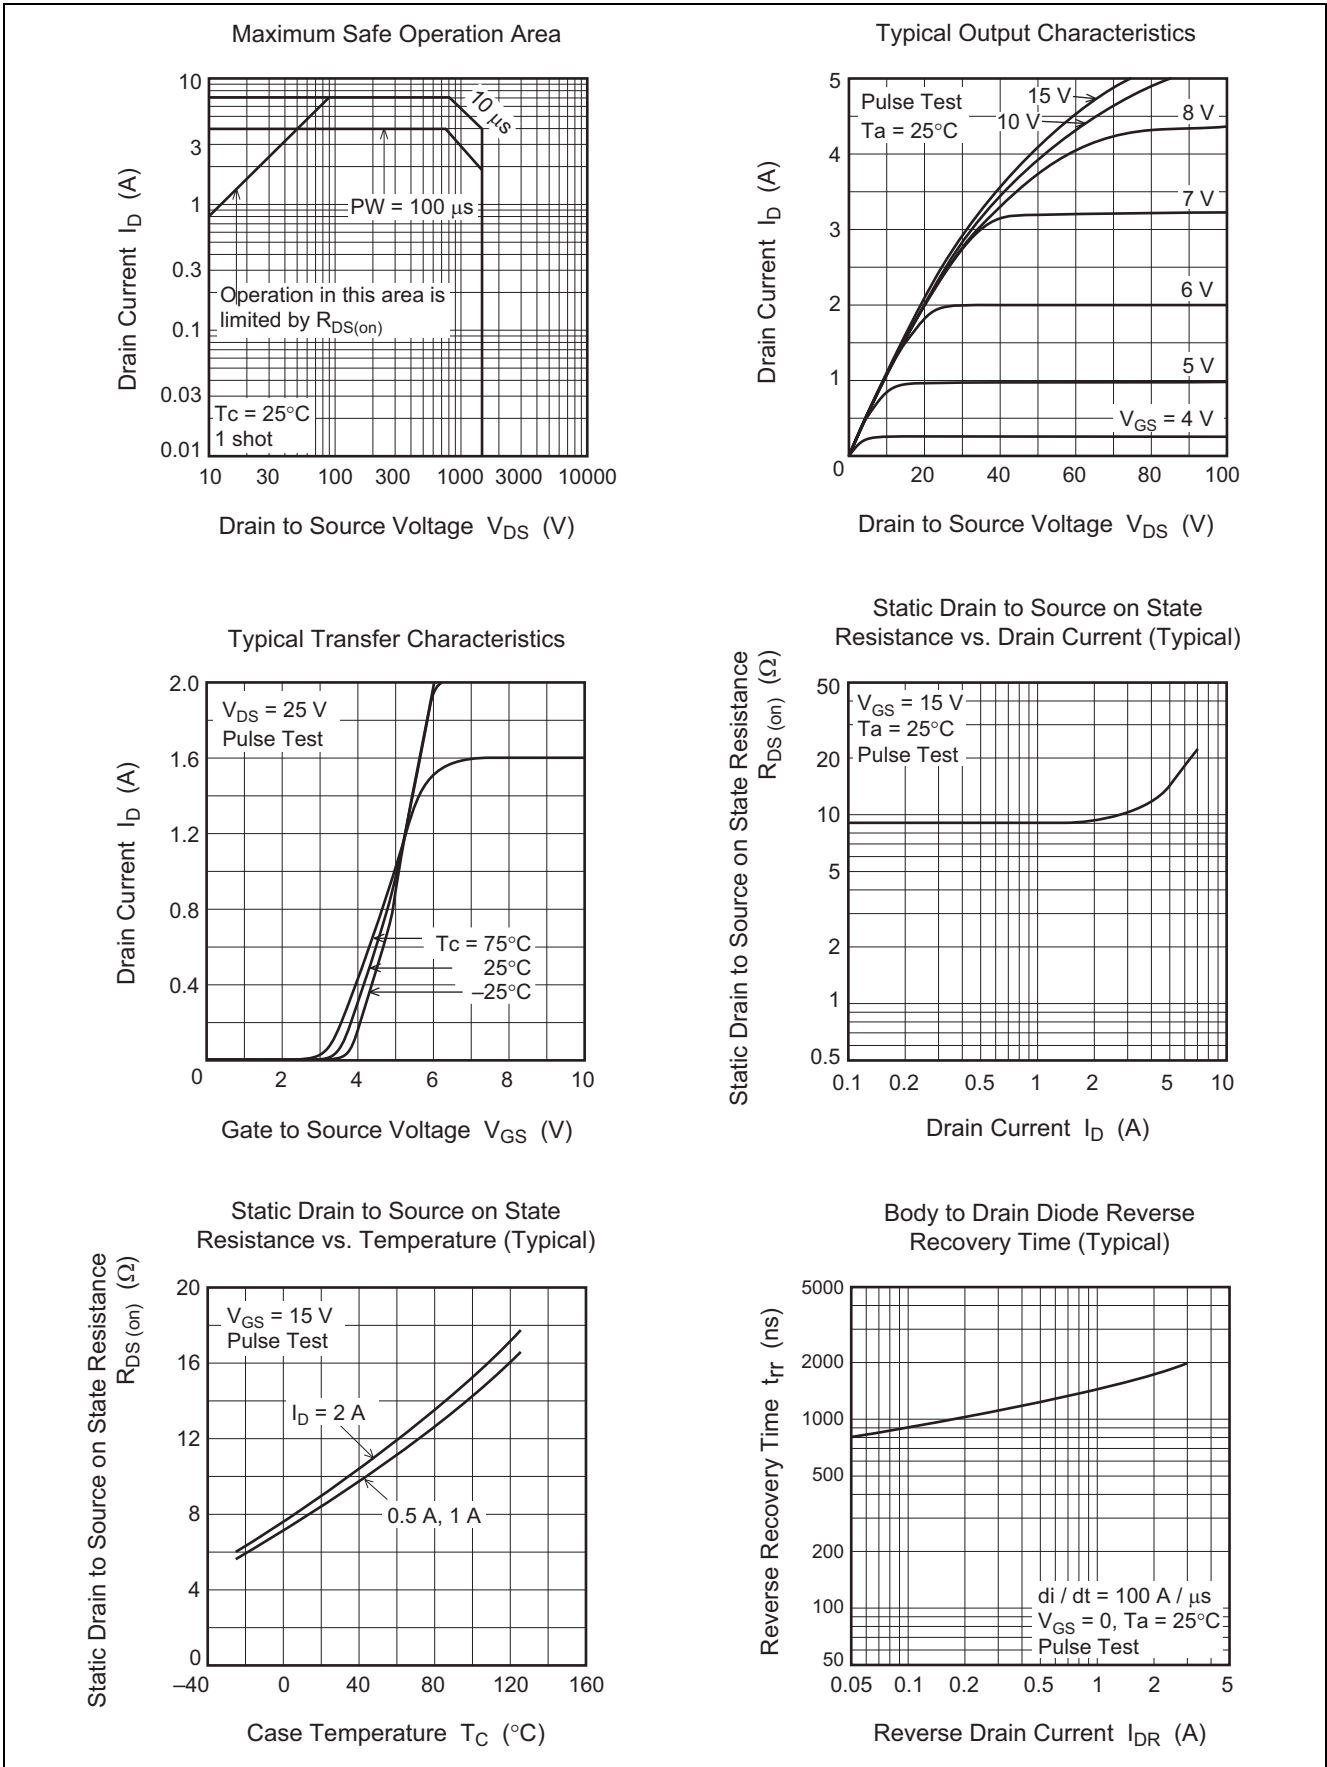 Maximum Safe Operation Area
10
3
1
0.3
0.1
0.03
0.01
Drain Current I_D (A)
10 μs
PW = 100 μs
Operation in this area is
limited by R_DS(on)
Tc = 25°C
1 shot
10 30 100 300 1000 3000 10000
Drain to Source Voltage V_DS (V)
Typical Output Characteristics
5
4
3
2
1
0
Drain Current I_D (A)
Pulse Test
Ta = 25°C
15 V
10 V
8 V
7 V
6 V
5 V
V_GS = 4 V
20 40 60 80 100
Drain to Source Voltage V_DS (V)
Typical Transfer Characteristics
2.0
1.6
1.2
0.8
0.4
Drain Current I_D (A)
V_DS = 25 V
Pulse Test
Tc = 75°C
25°C
–25°C
0 2 4 6 8 10
Gate to Source Voltage V_GS (V)
Static Drain to Source on State
Resistance vs. Drain Current (Typical)
Static Drain to Source on State Resistance
R_DS (on) (Ω)
50
20
10
5
2
1
0.5
V_GS = 15 V
Ta = 25°C
Pulse Test
0.1 0.2 0.5 1 2 5 10
Drain Current I_D (A)
Static Drain to Source on State
Resistance vs. Temperature (Typical)
Static Drain to Source on State Resistance
R_DS (on) (Ω)
20
16
12
8
4
0
V_GS = 15 V
Pulse Test
I_D = 2 A
0.5 A, 1 A
–40 0 40 80 120 160
Case Temperature T_C (°C)
Body to Drain Diode Reverse
Recovery Time (Typical)
Reverse Recovery Time t_rr (ns)
5000
2000
1000
500
200
100
50
di / dt = 100 A / μs
V_GS = 0, Ta = 25°C
Pulse Test
0.05 0.1 0.2 0.5 1 2 5
Reverse Drain Current I_DR (A)